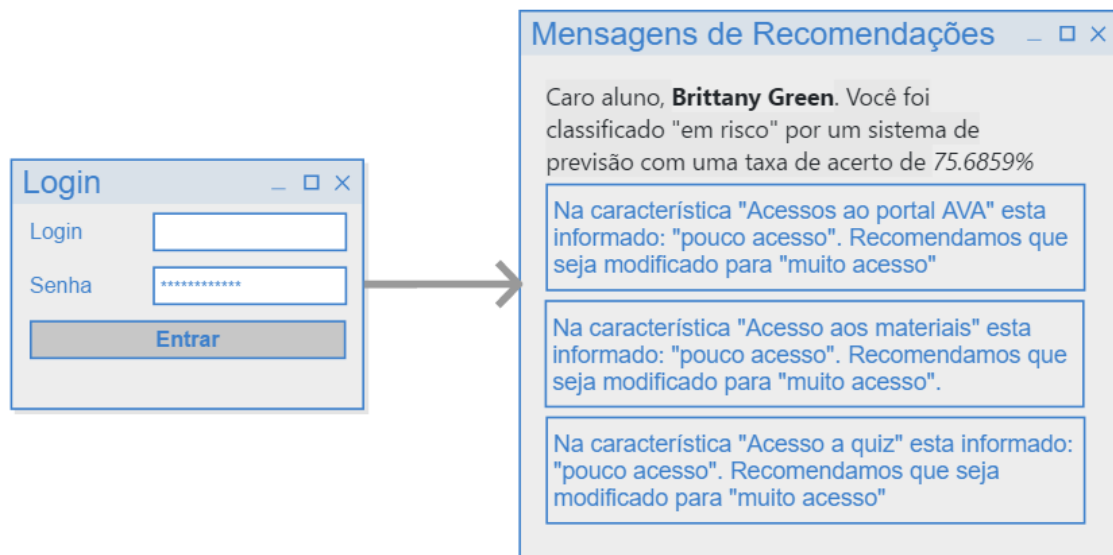 Login
Login
Senha
************
Entrar
Mensagens de Recomendações
Caro aluno, Brittany Green. Você foi
classificado "em risco" por um sistema de
previsão com uma taxa de acerto de 75.6859%
Na característica "Acessos ao portal AVA" esta
informado: "pouco acesso". Recomendamos que
seja modificado para "muito acesso"
Na característica "Acesso aos materiais" esta
informado: "pouco acesso". Recomendamos que
seja modificado para "muito acesso".
Na característica "Acesso a quiz" esta informado:
"pouco acesso". Recomendamos que seja
modificado para "muito acesso"